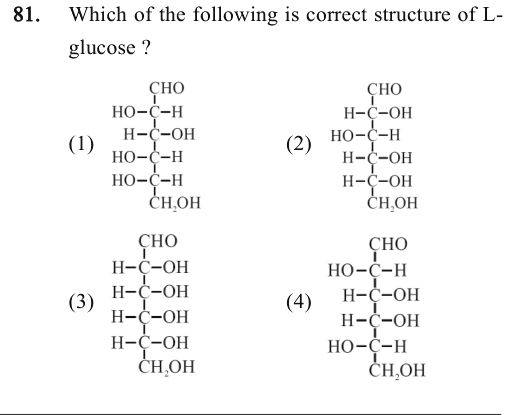 81. Which of the following is correct structure of L-
glucose ?
(1)
CHO
HO-C-H
H-C-OH
HO-C-H
HO-C-H
CH₂OH
(2)
CHO
H-C-OH
HO-C-H
H-C-OH
H-C-OH
CH₂OH
(3)
CHO
H-C-OH
H-C-OH
H-C-OH
H-C-OH
CH₂OH
(4)
CHO
HO-C-H
H-C-OH
H-C-OH
HO-C-H
CH₂OH